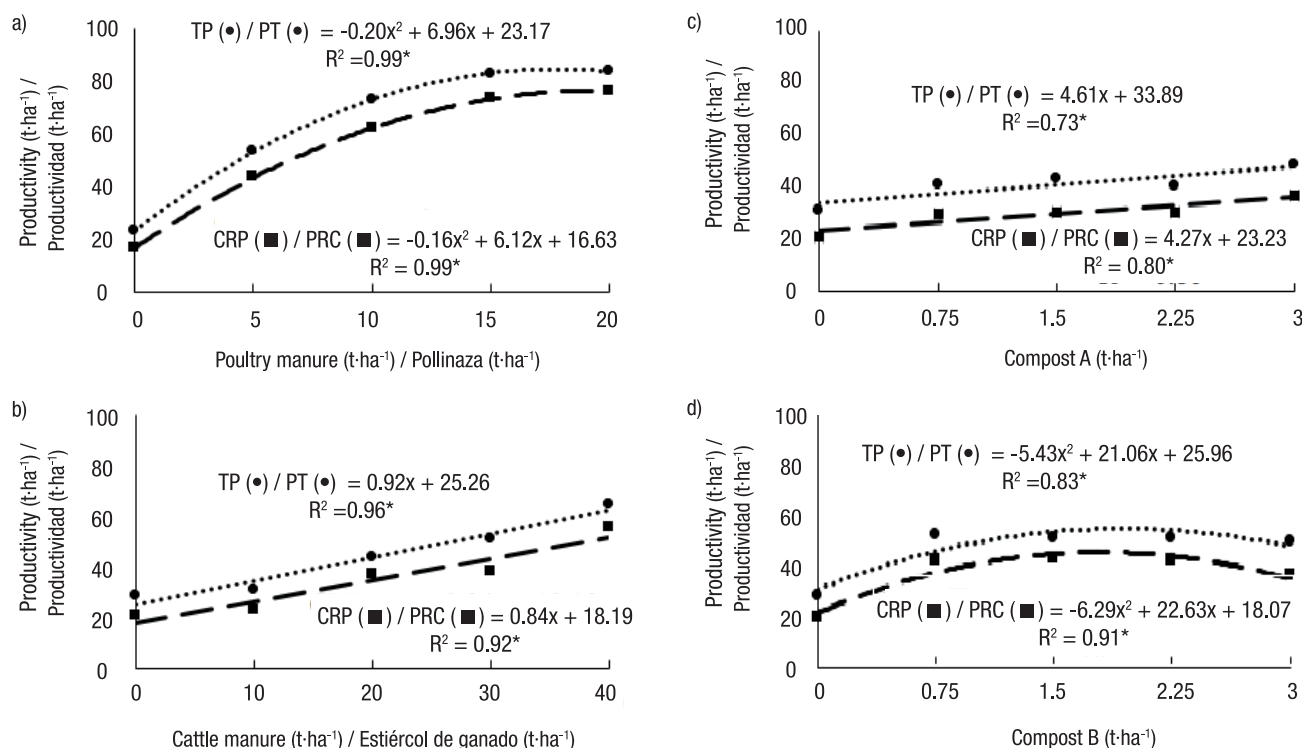 a)
Productivity (t·ha⁻¹) /
Productividad (t·ha⁻¹)
100
80
60
40
20
0
TP (●) / PT (●) = -0.20x² + 6.96x + 23.17
R² =0.99*
CRP (■) / PRC (■) = -0.16x² + 6.12x + 16.63
R² = 0.99*
0 5 10 15 20
Poultry manure (t·ha⁻¹) / Pollinaza (t·ha⁻¹)
b)
Productivity (t·ha⁻¹) /
Productividad (t·ha⁻¹)
100
80
60
40
20
0
TP (●) / PT (●) = 0.92x + 25.26
R² =0.96*
CRP (■) / PRC (■) = 0.84x + 18.19
R² = 0.92*
0 10 20 30 40
Cattle manure (t·ha⁻¹) / Estiércol de ganado (t·ha⁻¹)
c)
Productivity (t·ha⁻¹) /
Productividad (t·ha⁻¹)
100
80
60
40
20
0
TP (●) / PT (●) = 4.61x + 33.89
R² =0.73*
CRP (■) / PRC (■) = 4.27x + 23.23
R² = 0.80*
0 0.75 1.5 2.25 3
Compost A (t·ha⁻¹)
d)
Productivity (t·ha⁻¹) /
Productividad (t·ha⁻¹)
100
80
60
40
20
0
TP (●) / PT (●) = -5.43x² + 21.06x + 25.96
R² =0.83*
CRP (■) / PRC (■) = -6.29x² + 22.63x + 18.07
R² = 0.91*
0 0.75 1.5 2.25 3
Compost B (t·ha⁻¹)